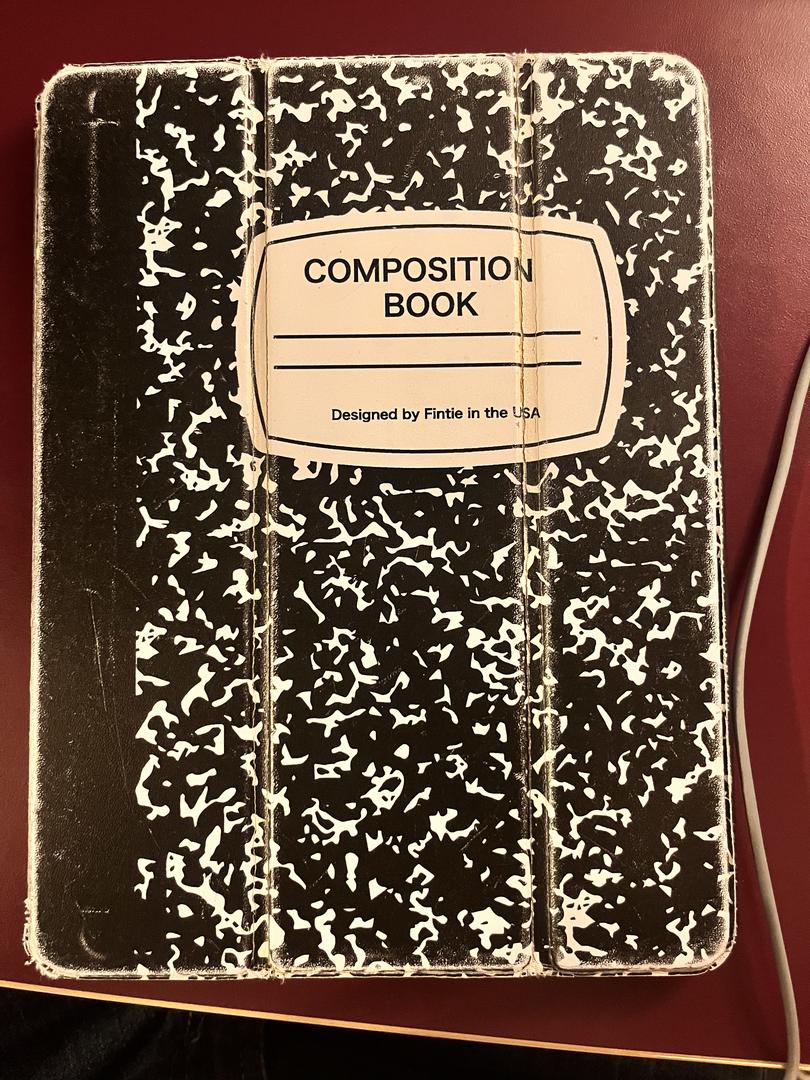 COMPOSITION
BOOK
Designed by Fintie in the USA